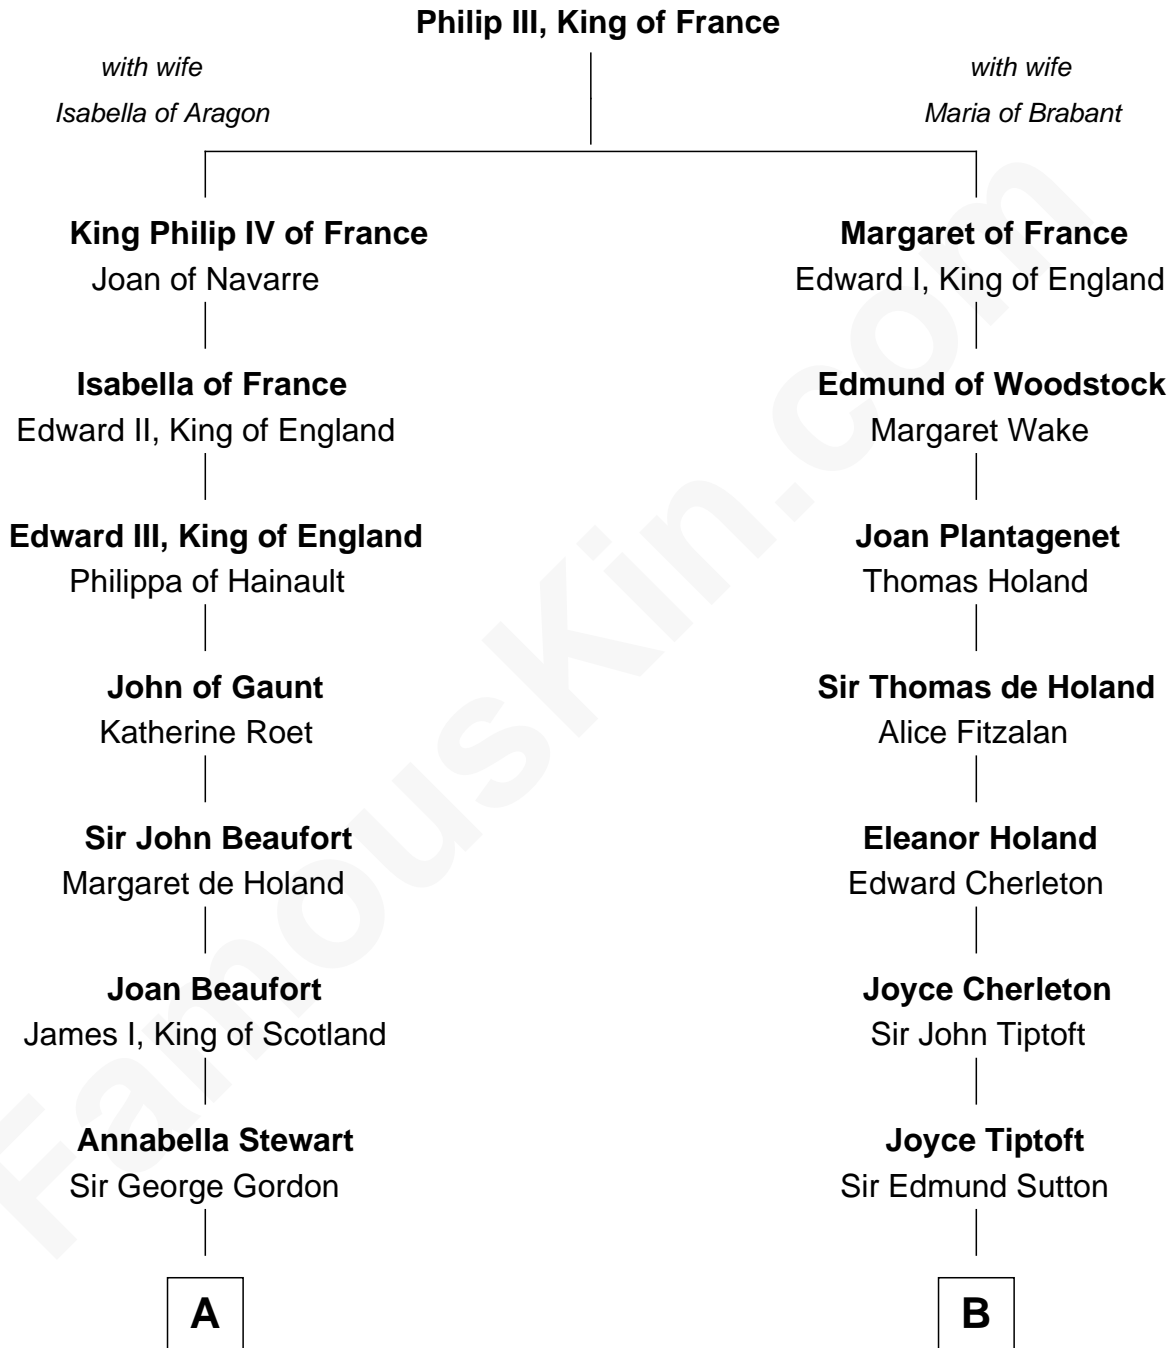 Philip III, King of France
with wife
Isabella of Aragon
with wife
Maria of Brabant
King Philip IV of France
Joan of Navarre
Margaret of France
Edward I, King of England
Isabella of France
Edward II, King of England
Edmund of Woodstock
Margaret Wake
Edward III, King of England
Philippa of Hainault
Joan Plantagenet
Thomas Holand
John of Gaunt
Katherine Roet
Sir Thomas de Holand
Alice Fitzalan
Sir John Beaufort
Margaret de Holand
Eleanor Holand
Edward Cherleton
Joan Beaufort
James I, King of Scotland
Joyce Cherleton
Sir John Tiptoft
Annabella Stewart
Sir George Gordon
Joyce Tiptoft
Sir Edmund Sutton
A
B
FamousKin.com